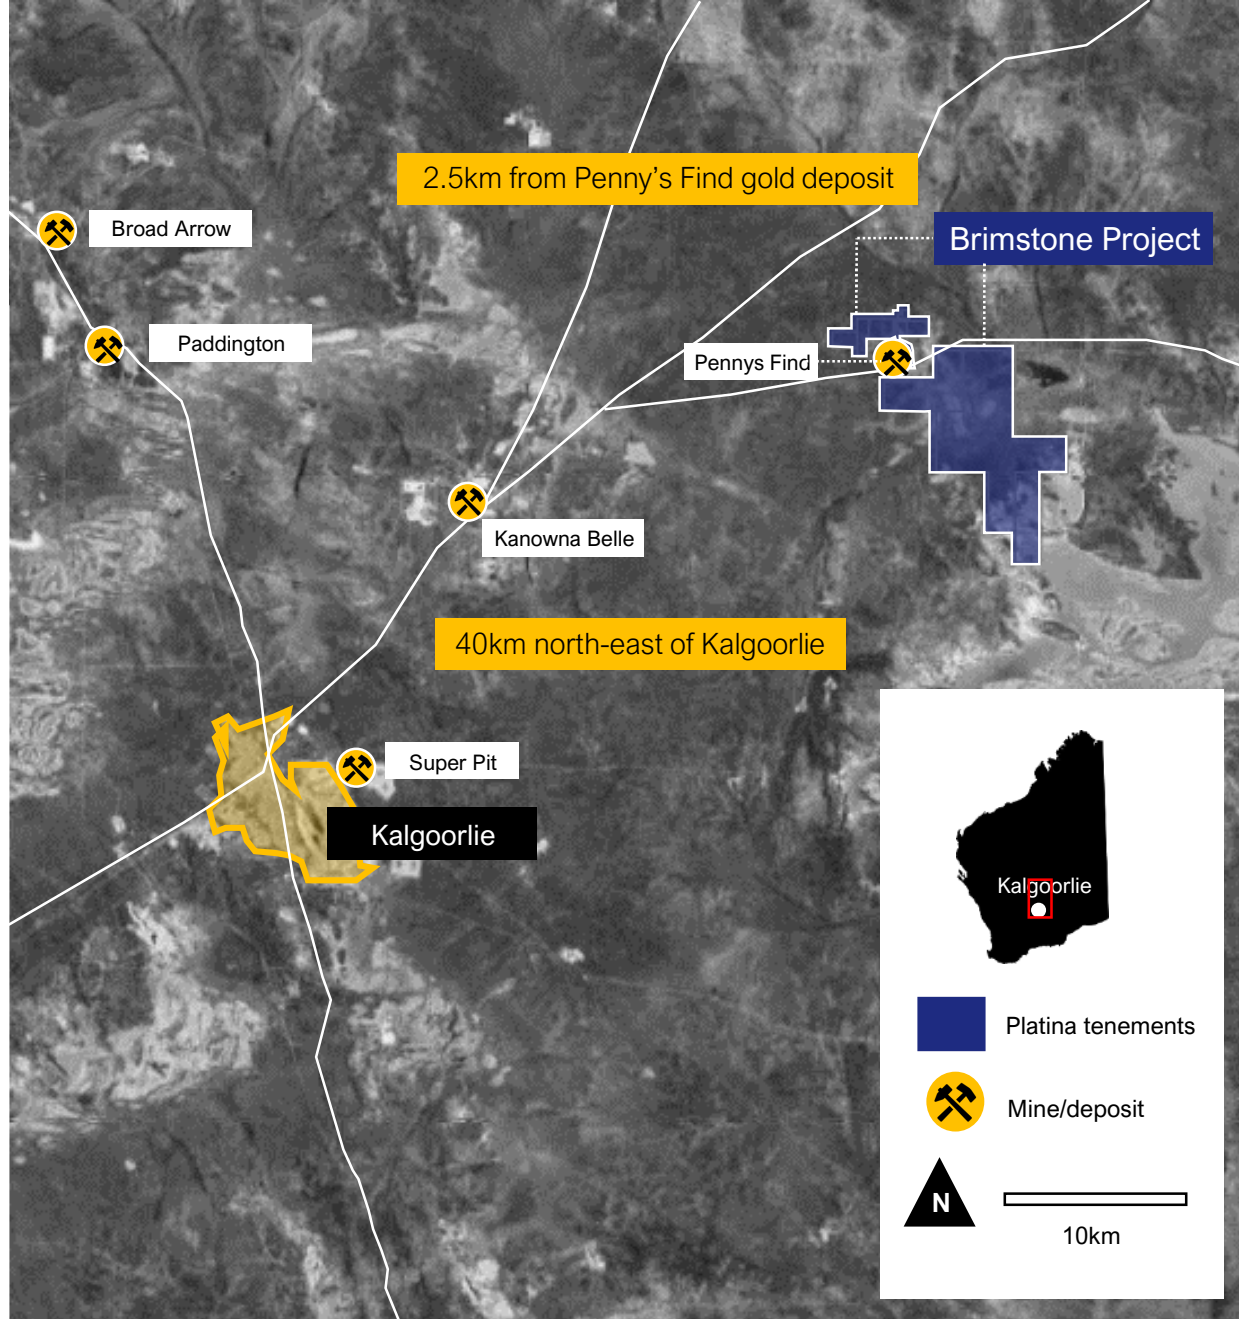 2.5km from Penny's Find gold deposit
Broad Arrow
Brimstone Project
Paddington
Pennys Find
Kanowna Belle
40km north-east of Kalgoorlie
Super Pit
Kalgoorlie
Kalgoorlie
Platina tenements
Mine/deposit
N
10km